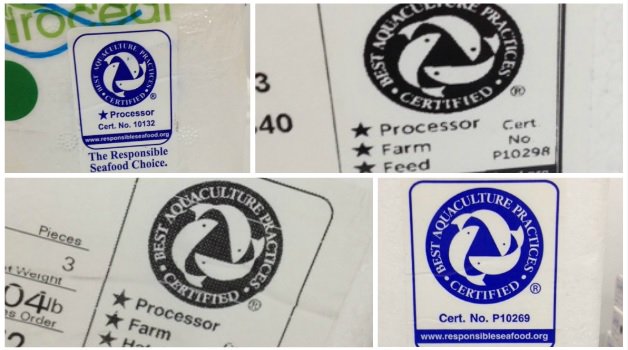 BEST AQUACULTURE PRACTICES
CERTIFIED
®
★ Processor
Cert. No. 10132
www.responsibleseafood.org
The Responsible
Seafood Choice.
3
40
BEST AQUACULTURE PRACTICES
CERTIFIED
®
★ Processor
★ Farm
★ Feed
Cert.
No
P10298
Pieces
3
Weight
04lb
s Order
BEST AQUACULTURE PRACTICES
CERTIFIED
®
★ Processor
★ Farm
BEST AQUACULTURE PRACTICES
CERTIFIED
®
Cert. No. P10269
www.responsibleseafood.org